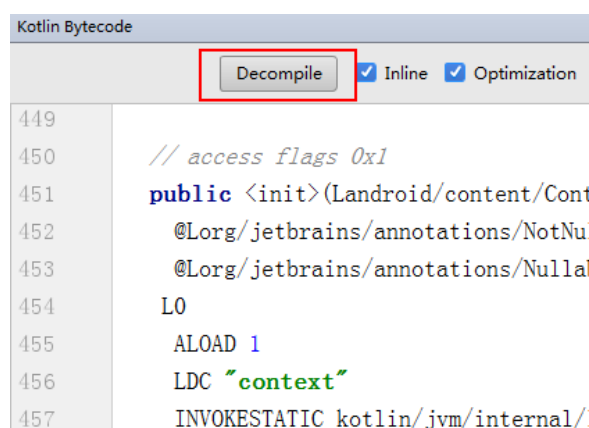 Kotlin Bytecode
Decompile Inline Optimization
449
450 // access flags 0x1
451 public <init>(Landroid/content/Cont
452 @Lorg/jetbrains/annotations/NotNul
453 @Lorg/jetbrains/annotations/Nullab
454 L0
455 ALOAD 1
456 LDC "context"
457 INVOKESTATIC kotlin/jvm/internal/